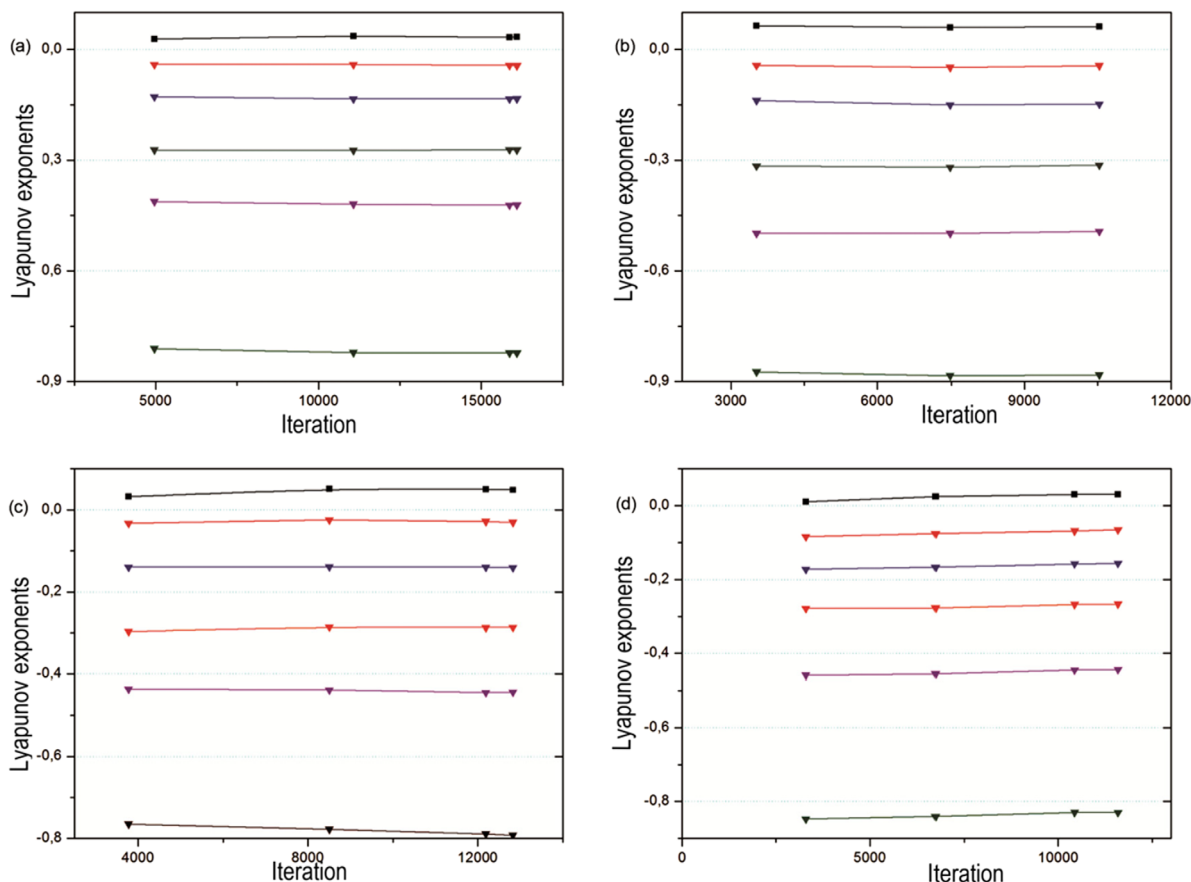 (a)
0,0
0,3
0,6
-0,9
Lyapunov exponents
5000 10000 15000
Iteration
(b)
0,0
-0,3
-0,6
-0,9
Lyapunov exponents
3000 6000 9000 12000
Iteration
(c)
0,0
-0,2
-0,4
-0,6
-0,8
Lyapunov exponents
4000 8000 12000
Iteration
(d)
0,0
-0,2
-0,4
-0,6
-0,8
Lyapunov exponents
0 5000 10000
Iteration